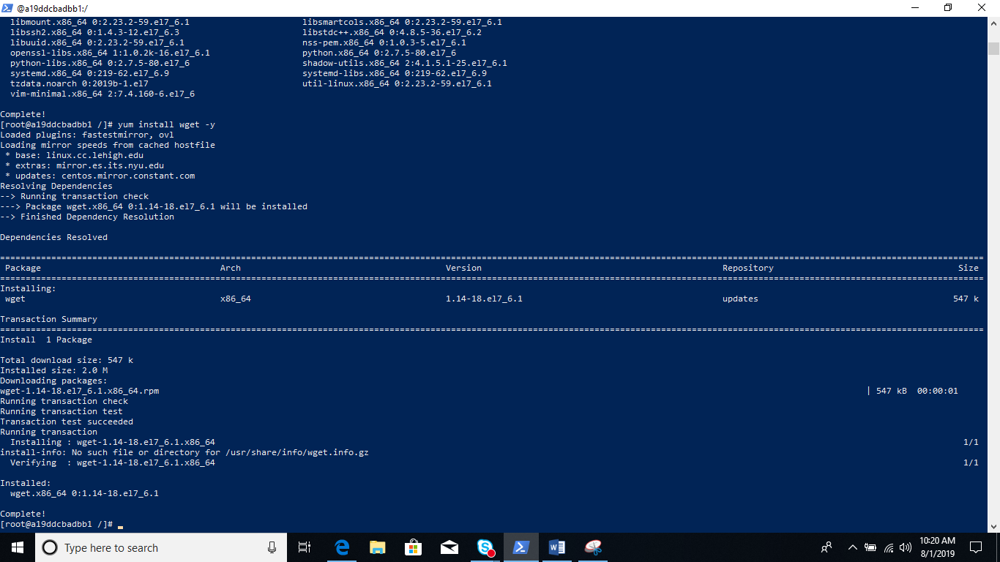 @a19ddcbadbb1:/
libmount.x86_64 0:2.23.2-59.el7_6.1 libsmartcols.x86_64 0:2.23.2-59.el7_6.1
libssh2.x86_64 0:1.4.3-12.el7_6.3 libstdc++.x86_64 0:4.8.5-36.el7_6.2
libuuid.x86_64 0:2.23.2-59.el7_6.1 nss-pem.x86_64 0:1.0.3-5.el7_6.1
openssl-libs.x86_64 1:1.0.2k-16.el7_6.1 python.x86_64 0:2.7.5-80.el7_6
python-libs.x86_64 0:2.7.5-80.el7_6 shadow-utils.x86_64 2:4.1.5.1-25.el7_6.1
systemd.x86_64 0:219-62.el7_6.9 systemd-libs.x86_64 0:219-62.el7_6.9
tzdata.noarch 0:2019b-1.el7 util-linux.x86_64 0:2.23.2-59.el7_6.1
vim-minimal.x86_64 2:7.4.160-6.el7_6
Complete!
[root@a19ddcbadbb1 /]# yum install wget -y
Loaded plugins: fastestmirror, ovl
Loading mirror speeds from cached hostfile
* base: linux.cc.lehigh.edu
* extras: mirror.es.its.nyu.edu
* updates: centos.mirror.constant.com
Resolving Dependencies
--> Running transaction check
---> Package wget.x86_64 0:1.14-18.el7_6.1 will be installed
--> Finished Dependency Resolution
Dependencies Resolved
Package Arch Version Repository Size
Installing:
wget x86_64 1.14-18.el7_6.1 updates 547 k
Transaction Summary
Install 1 Package
Total download size: 547 k
Installed size: 2.0 M
Downloading packages:
wget-1.14-18.el7_6.1.x86_64.rpm | 547 kB 00:00:01
Running transaction check
Running transaction test
Transaction test succeeded
Running transaction
Installing : wget-1.14-18.el7_6.1.x86_64 1/1
install-info: No such file or directory for /usr/share/info/wget.info.gz
Verifying : wget-1.14-18.el7_6.1.x86_64 1/1
Installed:
wget.x86_64 0:1.14-18.el7_6.1
Complete!
[root@a19ddcbadbb1 /]#
Type here to search
10:20 AM
8/1/2019